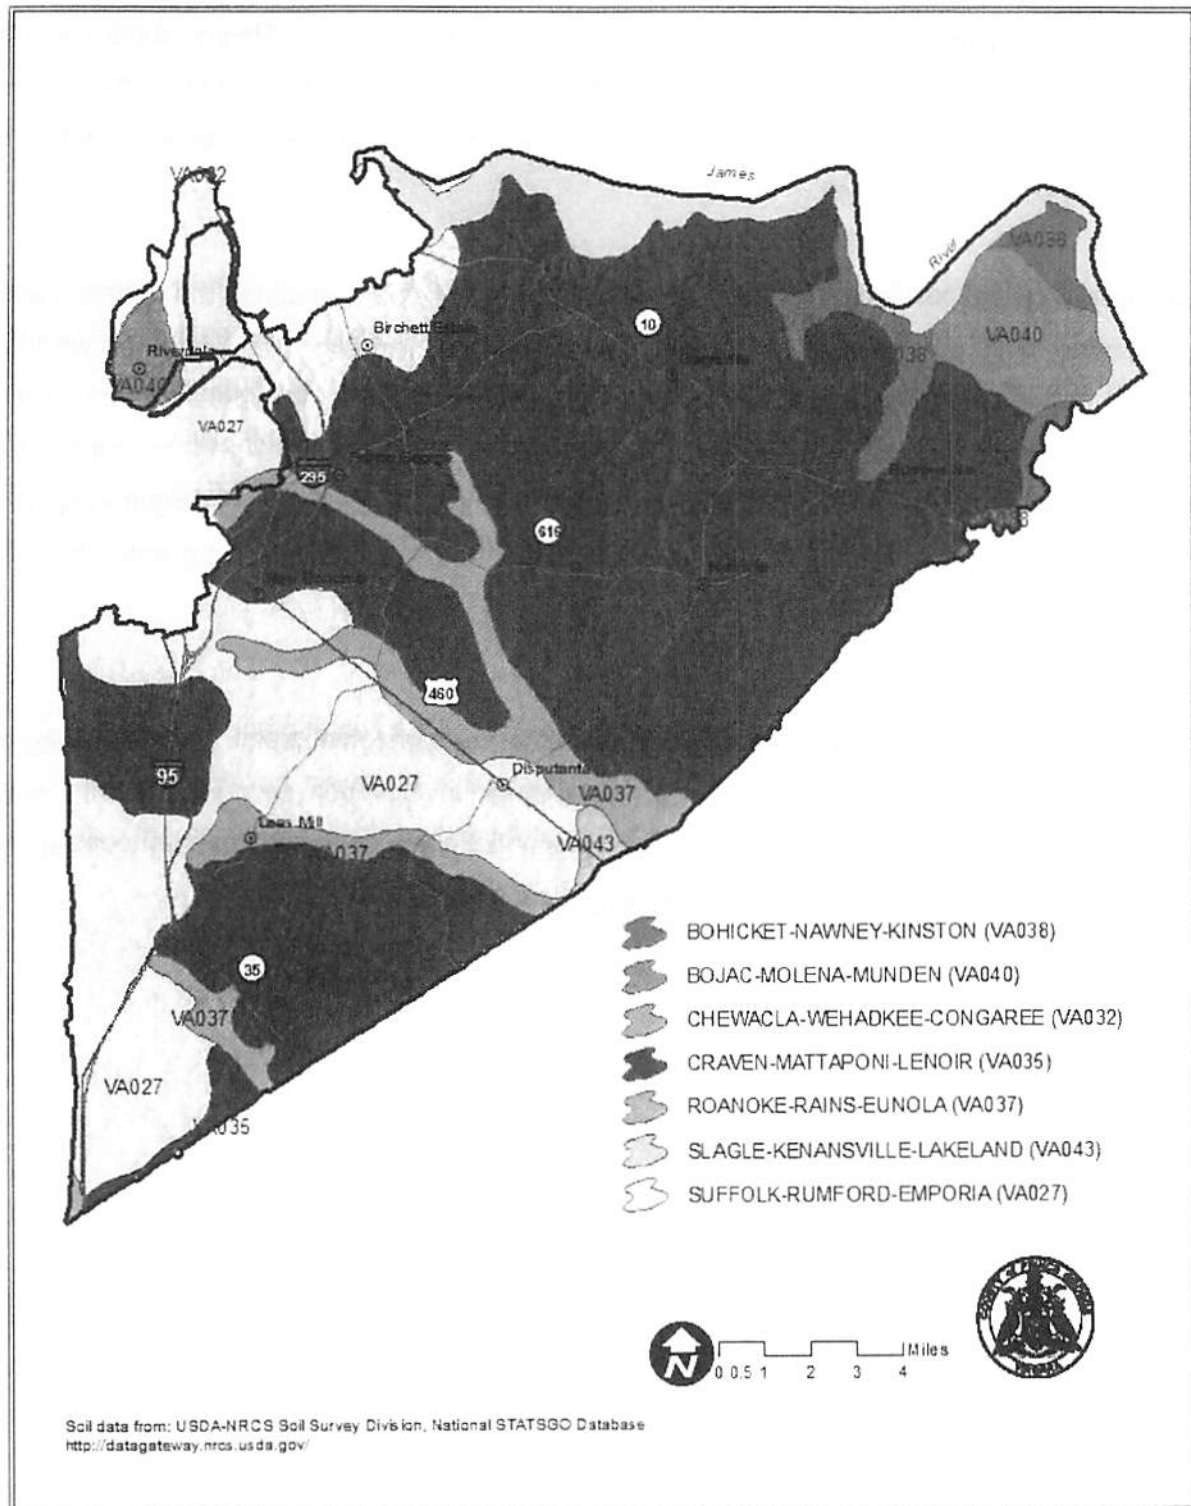 James
River
VA032
VA038
VA040
10
Birchett Estate
Riverdale
VA040
VA027
295
616
460
95
VA027
Disputanta
VA037
VA043
VA037
35
VA037
VA027
VA035
BOHICKET-NAWNEY-KINSTON (VA038)
BOJAC-MOLENA-MUNDEN (VA040)
CHEWACLA-WEHADKEE-CONGAREE (VA032)
CRAVEN-MATTAPONI-LENOIR (VA035)
ROANOKE-RAINS-EUNOLA (VA037)
SLAGLE-KENANSVILLE-LAKELAND (VA043)
SUFFOLK-RUMFORD-EMPORIA (VA027)
N
Miles
0 0.5 1 2 3 4
Soil data from: USDA-NRCS Soil Survey Division, National STATSGO Database
http://datagateway.nrcs.usda.gov/